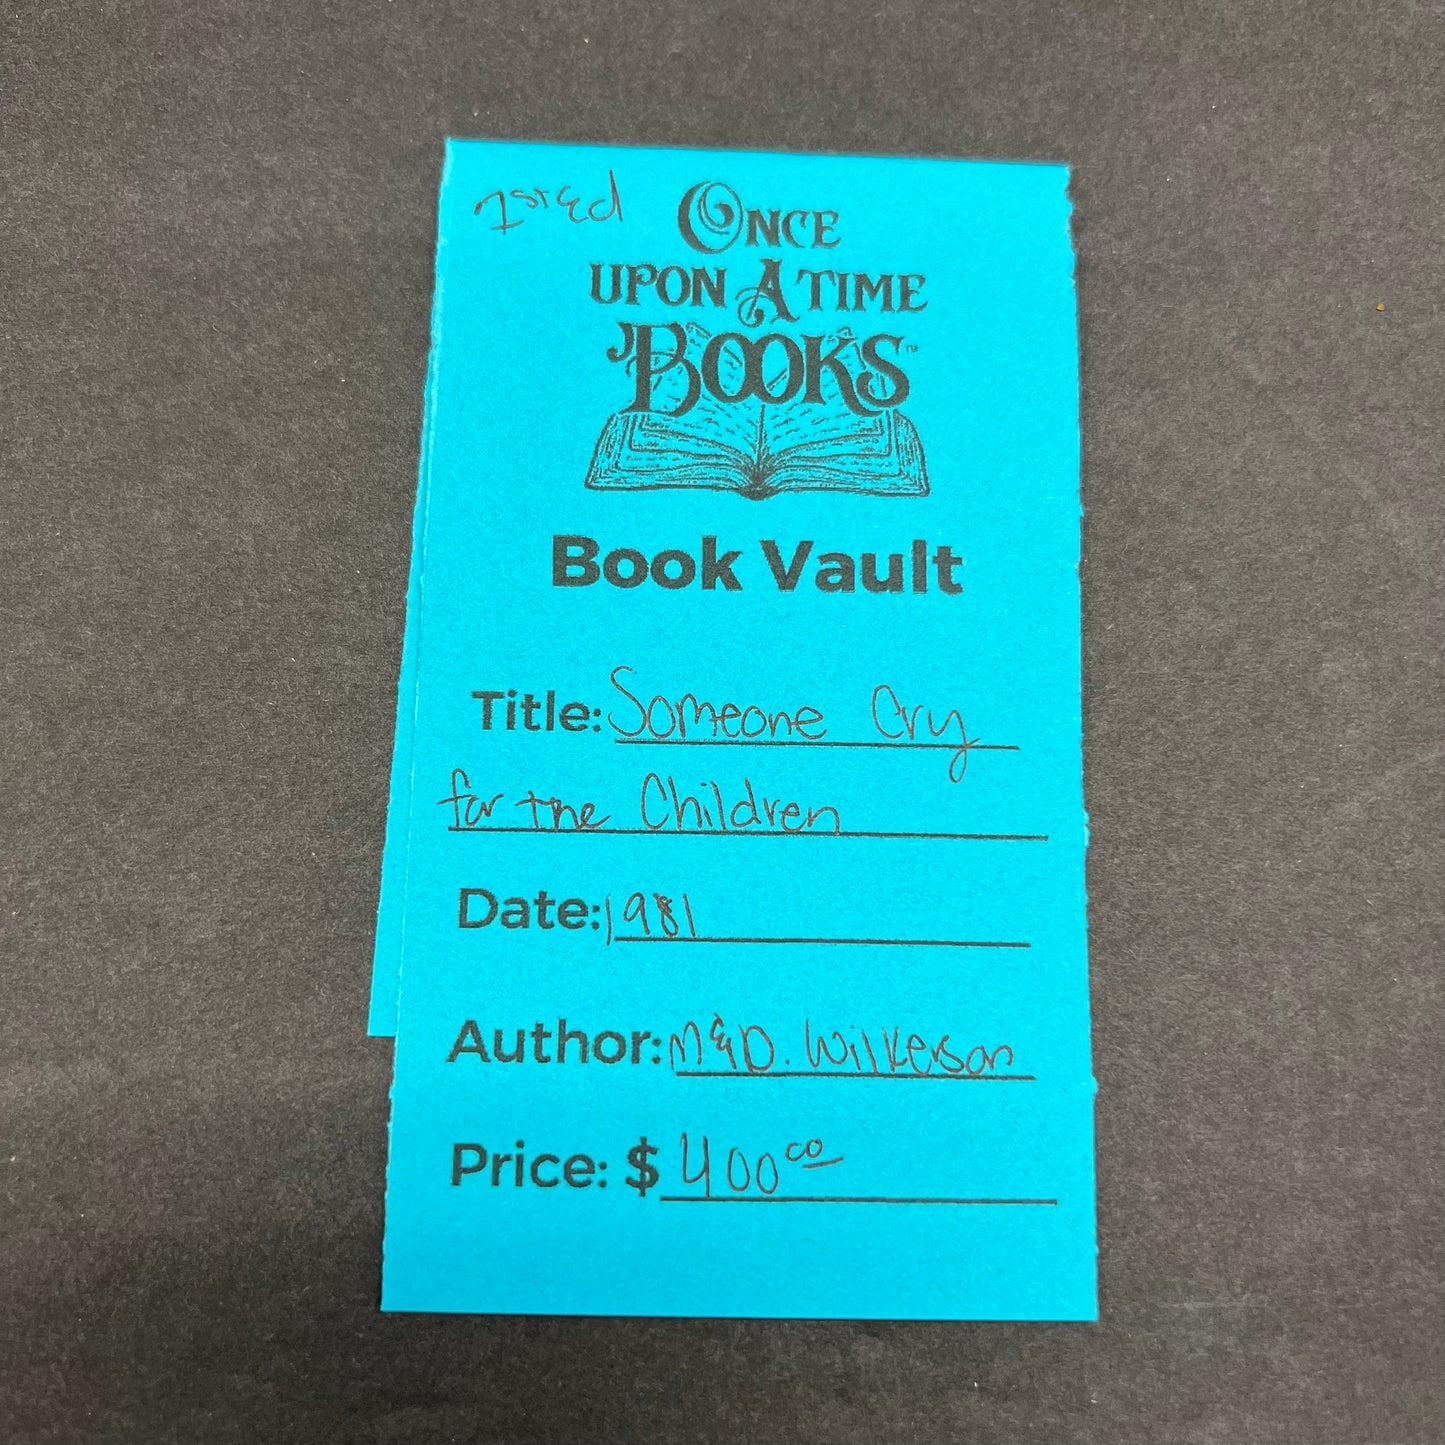 1st Ed
ONCE
UPON A TIME
BOOKS™
Book Vault
Title: Someone Cry
for the Children
Date: 1981
Author: M & D. Wilkerson
Price: $ 400 00